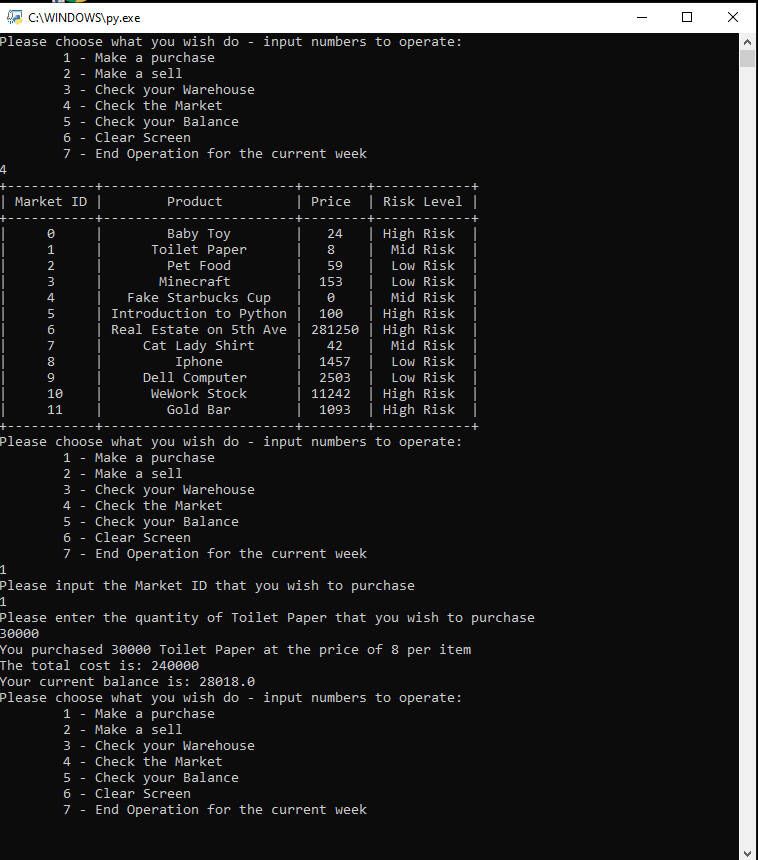 C:\WINDOWS\py.exe
Please choose what you wish do - input numbers to operate:
1 - Make a purchase
2 - Make a sell
3 - Check your Warehouse
4 - Check the Market
5 - Check your Balance
6 - Clear Screen
7 - End Operation for the current week
4
+-----------+------------------------+--------+------------+
| Market ID | Product | Price | Risk Level |
+-----------+------------------------+--------+------------+
| 0 | Baby Toy | 24 | High Risk |
| 1 | Toilet Paper | 8 | Mid Risk |
| 2 | Pet Food | 59 | Low Risk |
| 3 | Minecraft | 153 | Low Risk |
| 4 | Fake Starbucks Cup | 0 | Mid Risk |
| 5 | Introduction to Python | 100 | High Risk |
| 6 | Real Estate on 5th Ave | 281250 | High Risk |
| 7 | Cat Lady Shirt | 42 | Mid Risk |
| 8 | Iphone | 1457 | Low Risk |
| 9 | Dell Computer | 2503 | Low Risk |
| 10 | WeWork Stock | 11242 | High Risk |
| 11 | Gold Bar | 1093 | High Risk |
+-----------+------------------------+--------+------------+
Please choose what you wish do - input numbers to operate:
1 - Make a purchase
2 - Make a sell
3 - Check your Warehouse
4 - Check the Market
5 - Check your Balance
6 - Clear Screen
7 - End Operation for the current week
1
Please input the Market ID that you wish to purchase
1
Please enter the quantity of Toilet Paper that you wish to purchase
30000
You purchased 30000 Toilet Paper at the price of 8 per item
The total cost is: 240000
Your current balance is: 28018.0
Please choose what you wish do - input numbers to operate:
1 - Make a purchase
2 - Make a sell
3 - Check your Warehouse
4 - Check the Market
5 - Check your Balance
6 - Clear Screen
7 - End Operation for the current week